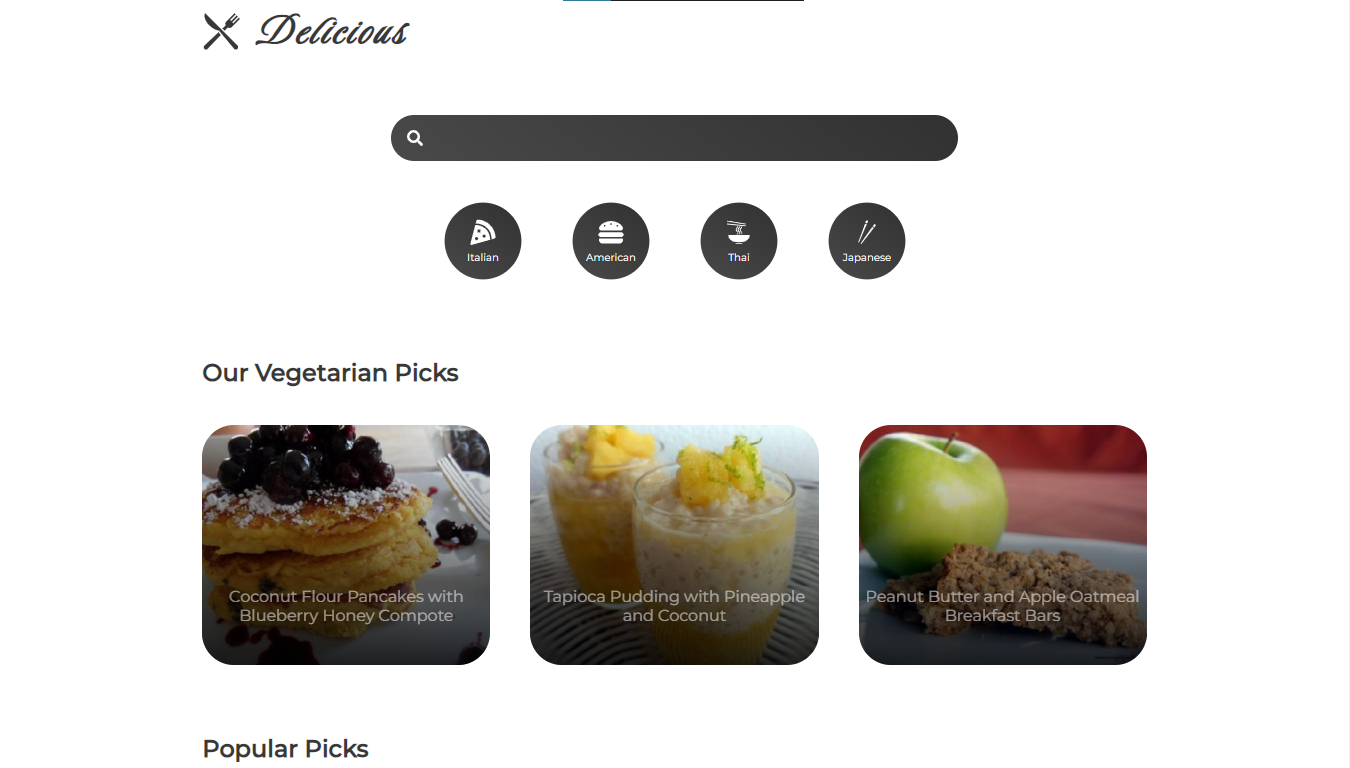 Delicious
Italian
American
Thai
Japanese
Our Vegetarian Picks
Coconut Flour Pancakes with
Blueberry Honey Compote
Tapioca Pudding with Pineapple
and Coconut
Peanut Butter and Apple Oatmeal
Breakfast Bars
Popular Picks